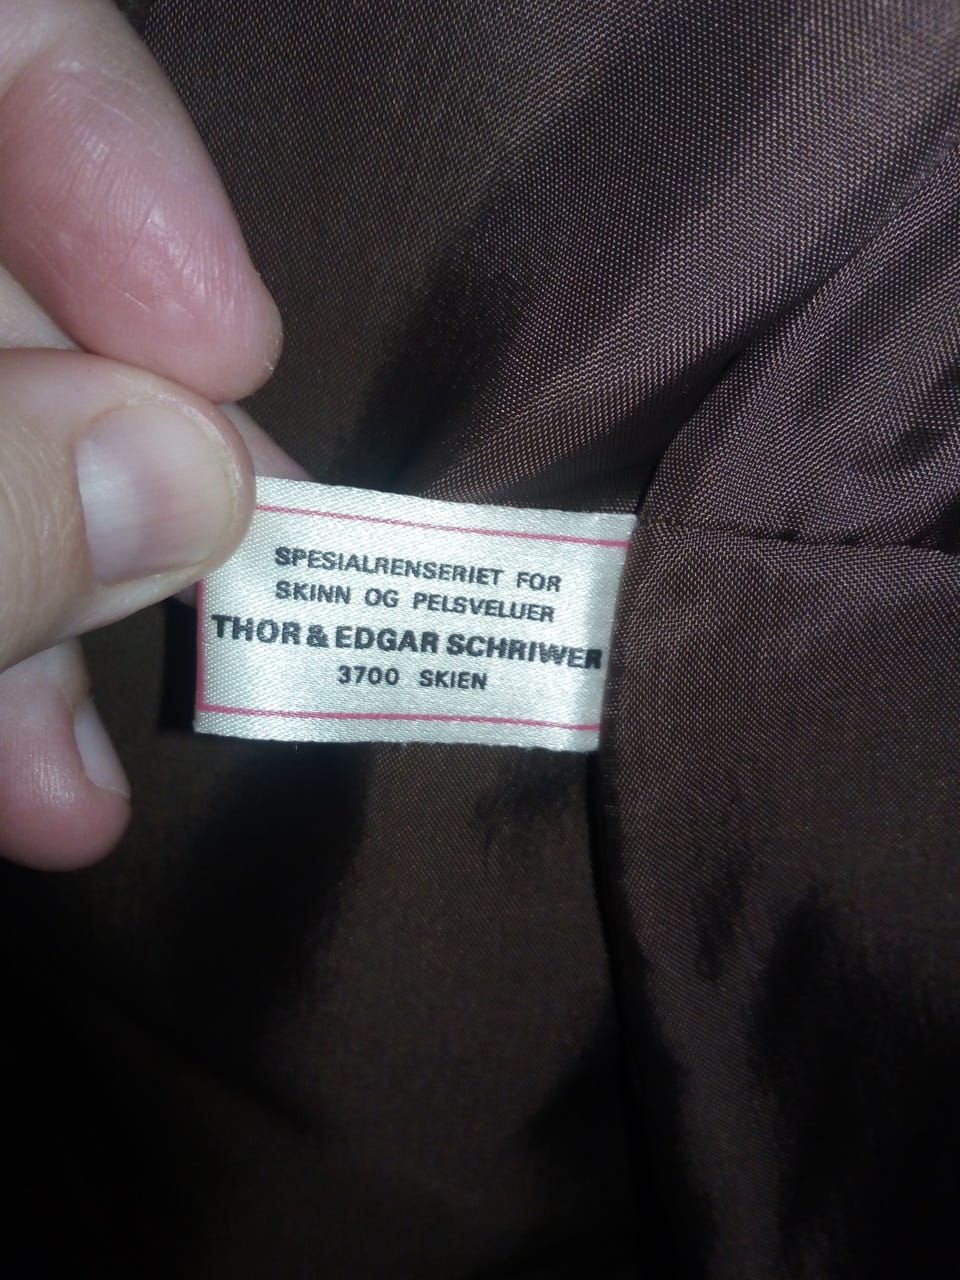 SPESIALRENSERIET FOR
SKINN OG PELSVELUER
THOR & EDGAR SCHRIWER
3700 SKIEN